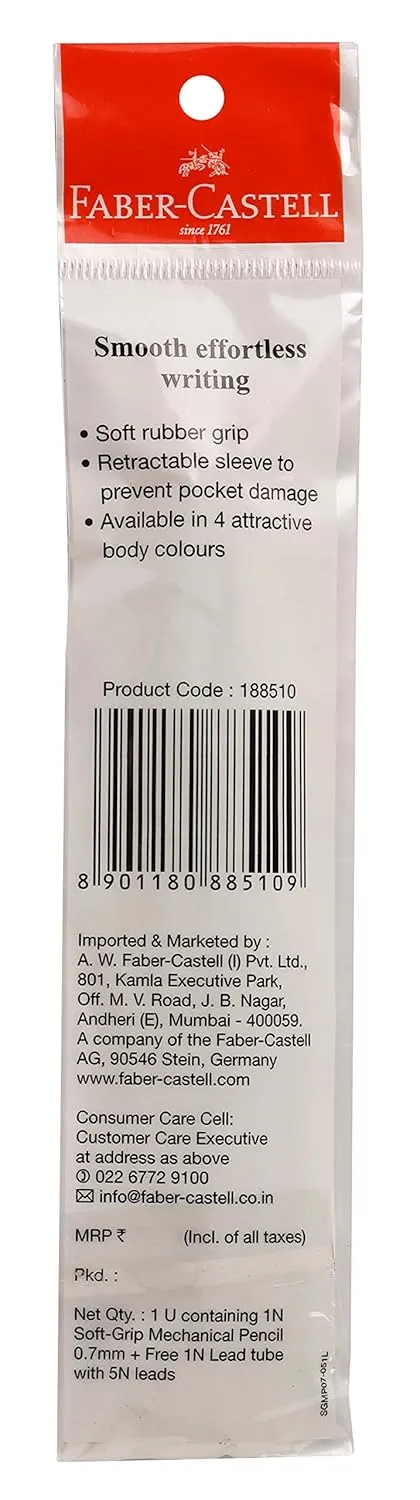 FABER-CASTELL
since 1761
Smooth effortless
writing
• Soft rubber grip
• Retractable sleeve to
prevent pocket damage
• Available in 4 attractive
body colours
Product Code : 188510
8 901180 885109
Imported & Marketed by :
A. W. Faber-Castell (I) Pvt. Ltd.,
801, Kamla Executive Park,
Off. M. V. Road, J. B. Nagar,
Andheri (E), Mumbai - 400059.
A company of the Faber-Castell
AG, 90546 Stein, Germany
www.faber-castell.com
Consumer Care Cell:
Customer Care Executive
at address as above
022 6772 9100
info@faber-castell.co.in
MRP ₹ (Incl. of all taxes)
Pkd. :
Net Qty. : 1 U containing 1N
Soft-Grip Mechanical Pencil
0.7mm + Free 1N Lead tube
with 5N leads
SGMP07-051L